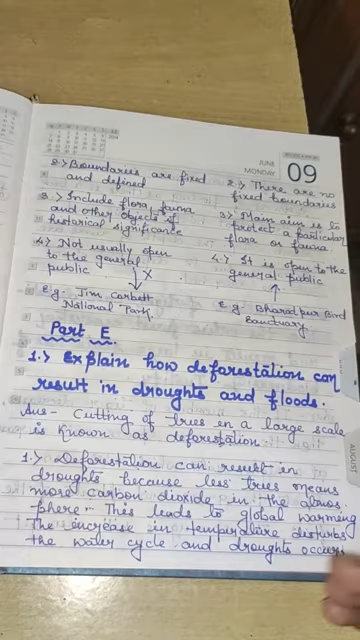 JUNE
MONDAY
09
2.> Boundaries are fixed
and defined
3.> Include flora, fauna
and other objects of
historical significance
4.> Not usually open
to the general
public
X
E.g. Jim Corbett
National Park.
2.> There are no
fixed boundaries
3.> Main aim is to
protect a particular
flora or fauna
4.> It is open to the
general public
E.g. Bharatpur Bird
Sanctuary
Part E
1.> Explain how deforestation can
result in droughts and floods.
Ans - Cutting of trees on a large scale
is known as deforestation.
1.> Deforestation can result in
droughts because less trees means
more carbon dioxide in the atmos-
phere. This leads to global warming
The increase in temperature disturbs
the water cycle and droughts occurs
AUGUST